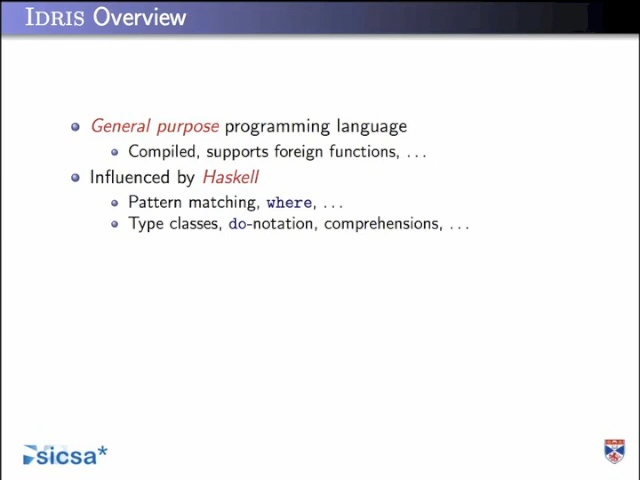 IDRIS Overview
General purpose programming language
Compiled, supports foreign functions, ...
Influenced by Haskell
Pattern matching, where, ...
Type classes, do-notation, comprehensions, ...
sicsa*